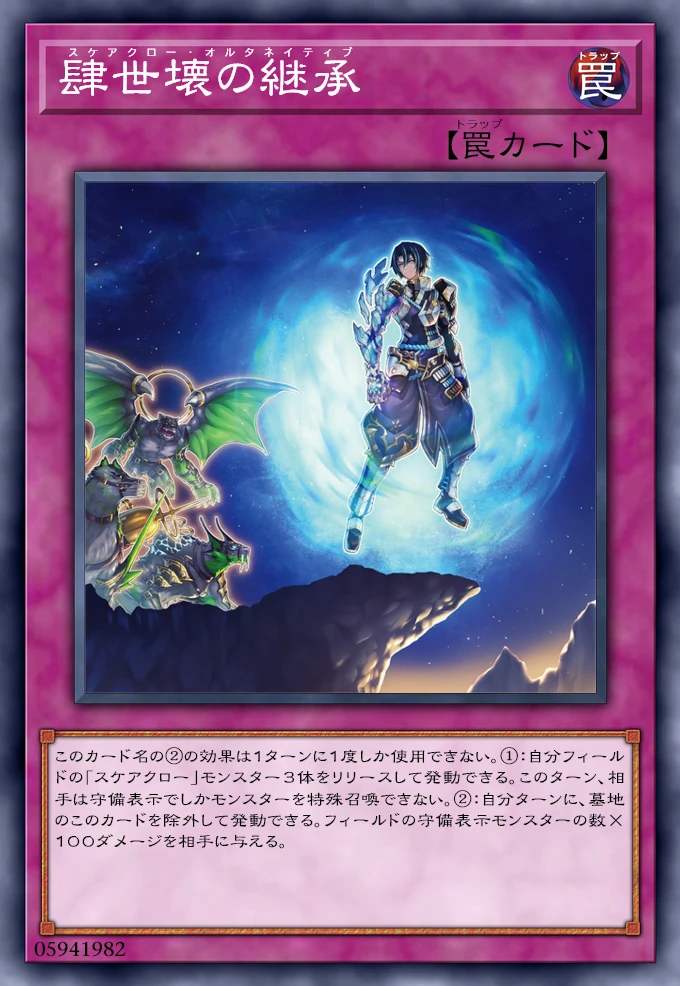 スケアクロー・オルタネイティブ
肆世壊の継承
トラップ
罠
トラップ
【罠カード】
このカード名の②の効果は1ターンに1度しか使用できない。①:自分フィール
ドの「スケアクロー」モンスター3体をリリースして発動できる。このターン、相
手は守備表示でしかモンスターを特殊召喚できない。②:自分ターンに、墓地
のこのカードを除外して発動できる。フィールドの守備表示モンスターの数×
100ダメージを相手に与える。
05941982